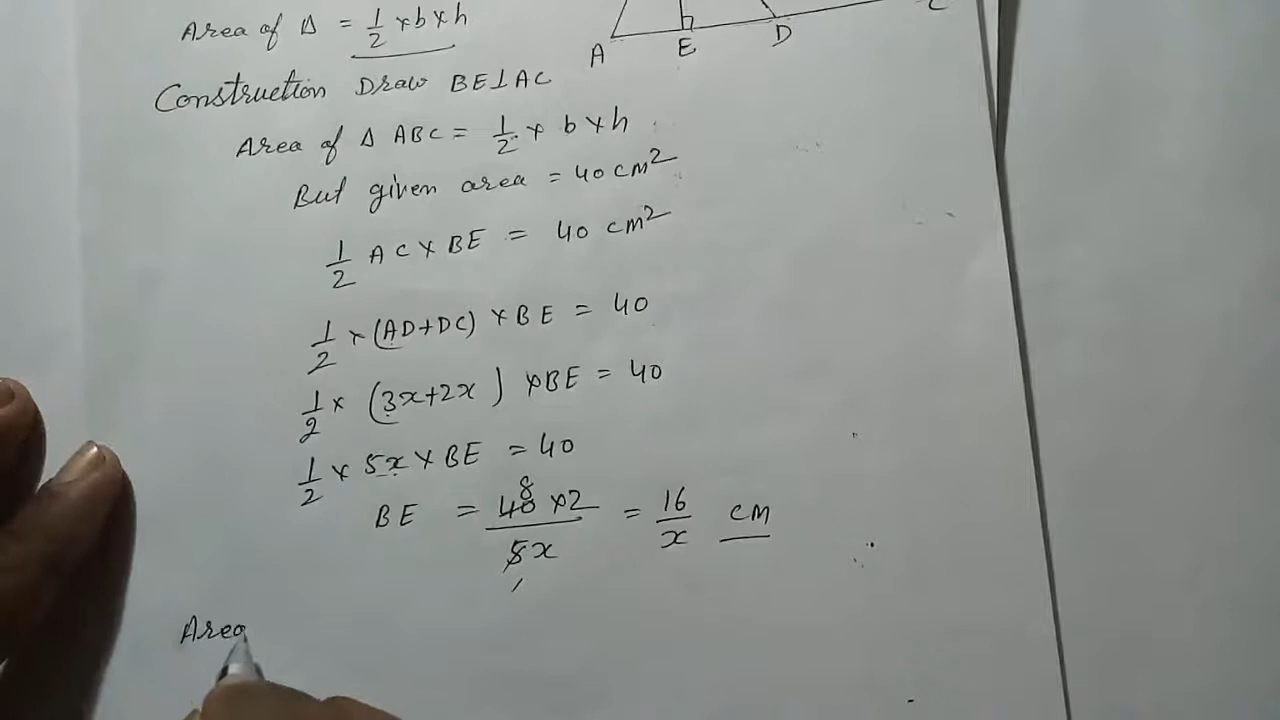 Area of Δ = 1/2 × b × h
A E D C
Construction Draw BE⊥AC
Area of Δ ABC = 1/2 × b × h
But given area = 40 cm²
1/2 AC × BE = 40 cm²
1/2 × (AD+DC) × BE = 40
1/2 × (3x+2x) × BE = 40
1/2 × 5x × BE = 40
BE = 40 8 ×2 / 5x = 16/x cm
Area